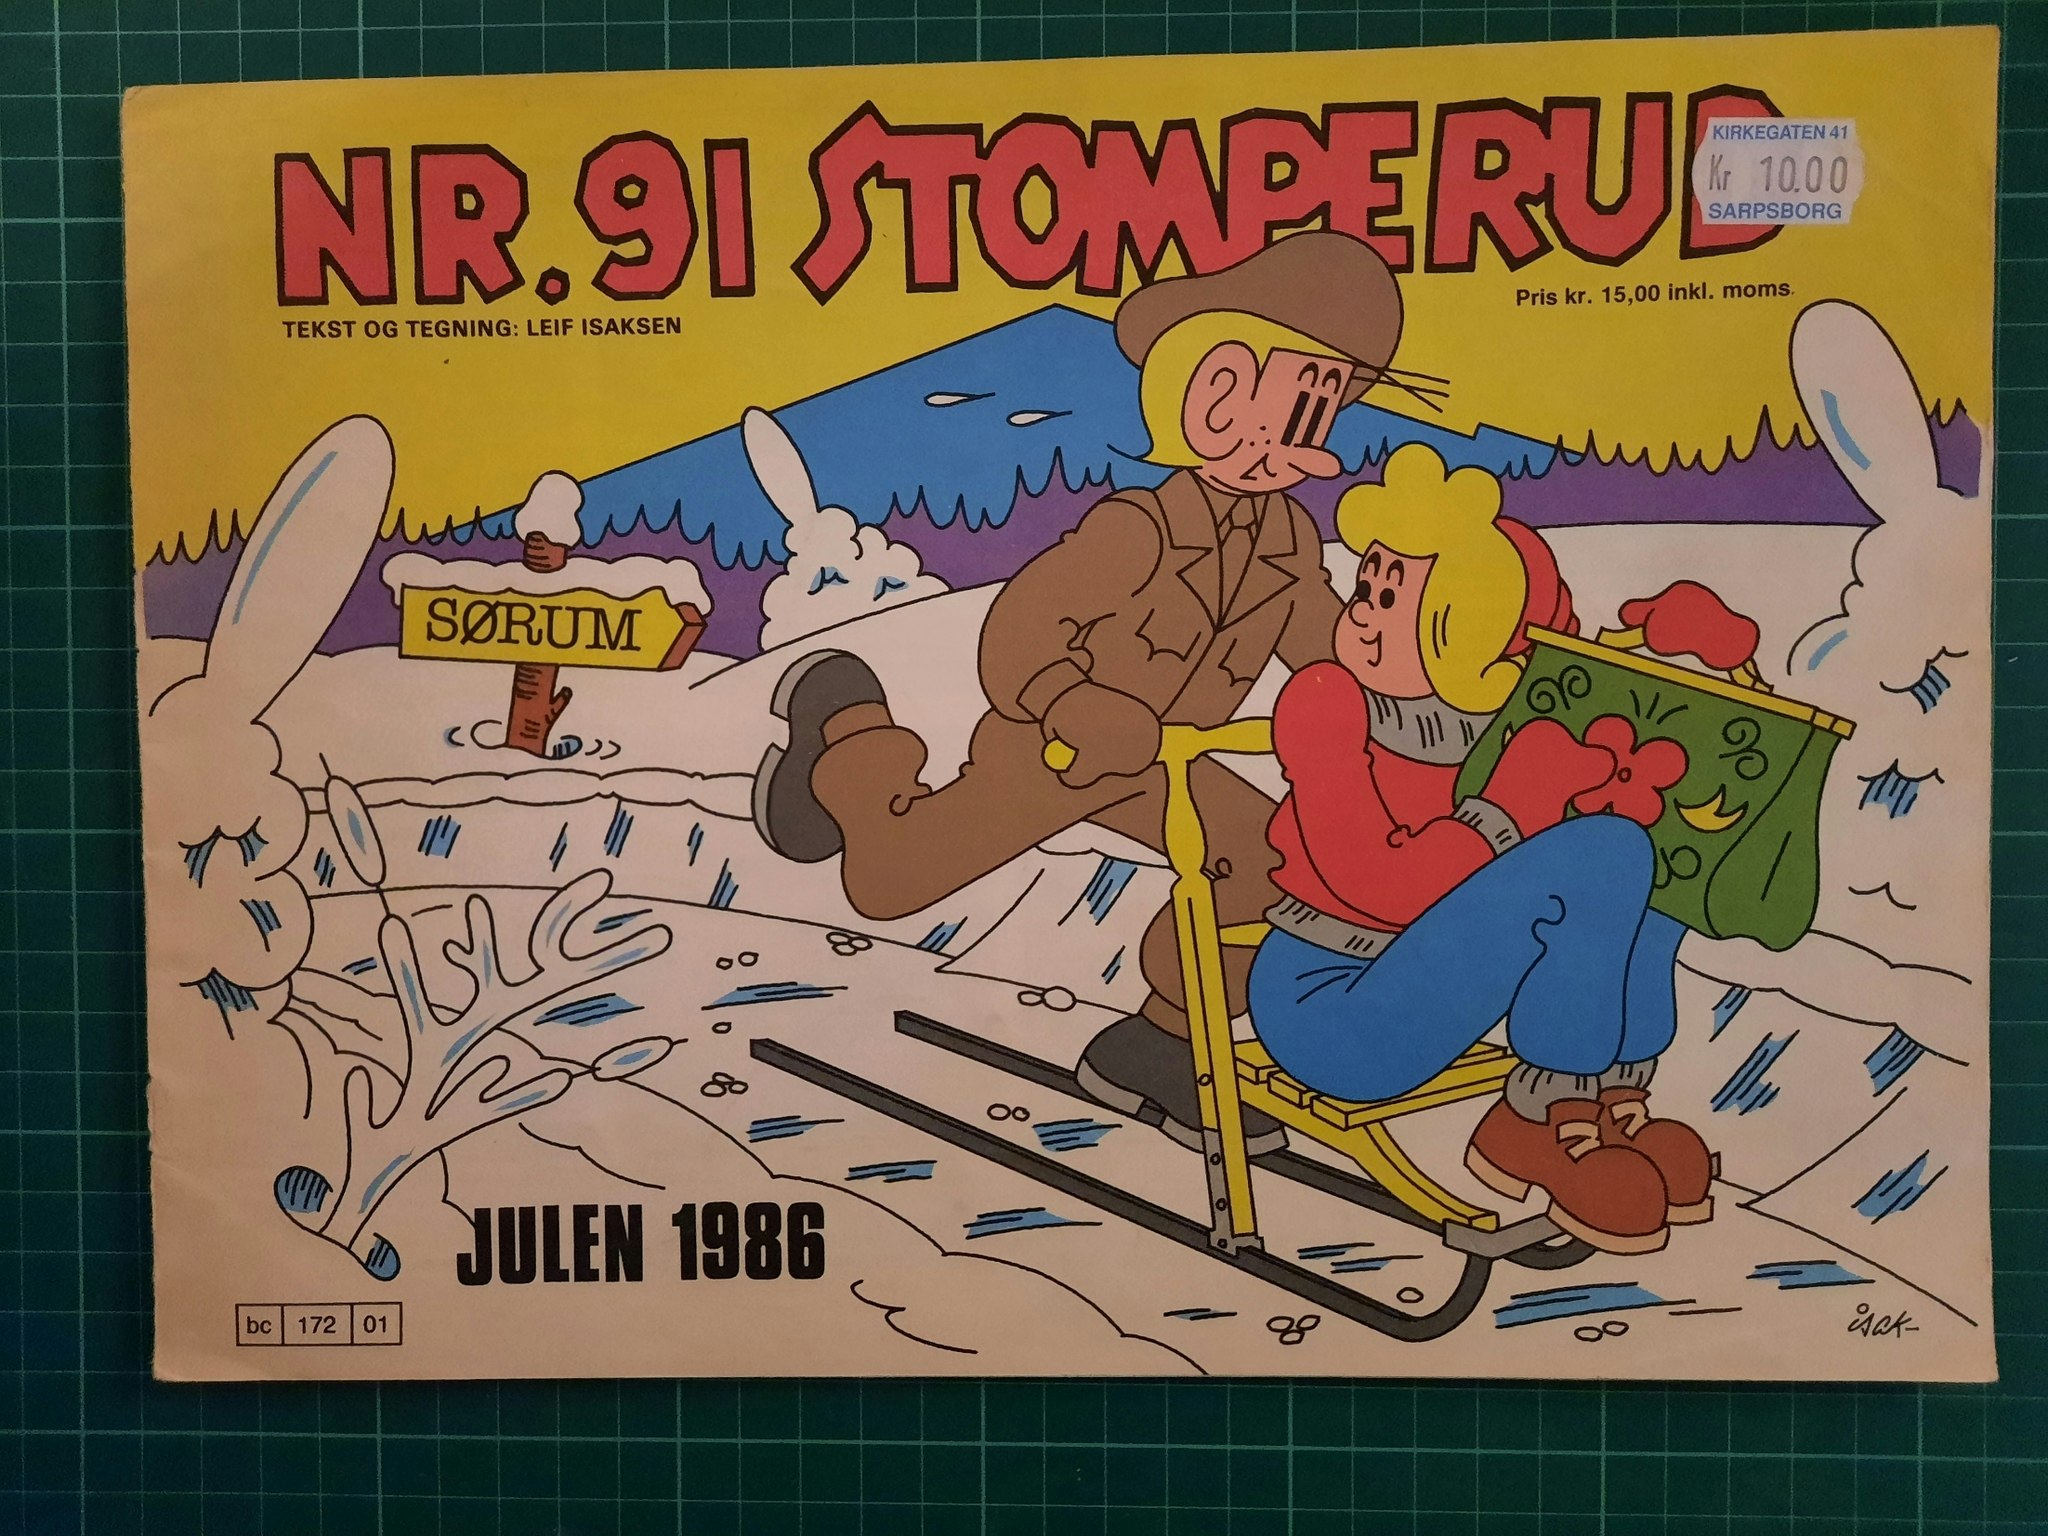 NR. 91 STOMPERUD
KIRKEGATEN 41
Kr 10.00
SARPSBORG
Pris kr. 15,00 inkl. moms.
TEKST OG TEGNING: LEIF ISAKSEN
SØRUM
JULEN 1986
bc 172 01
isak-